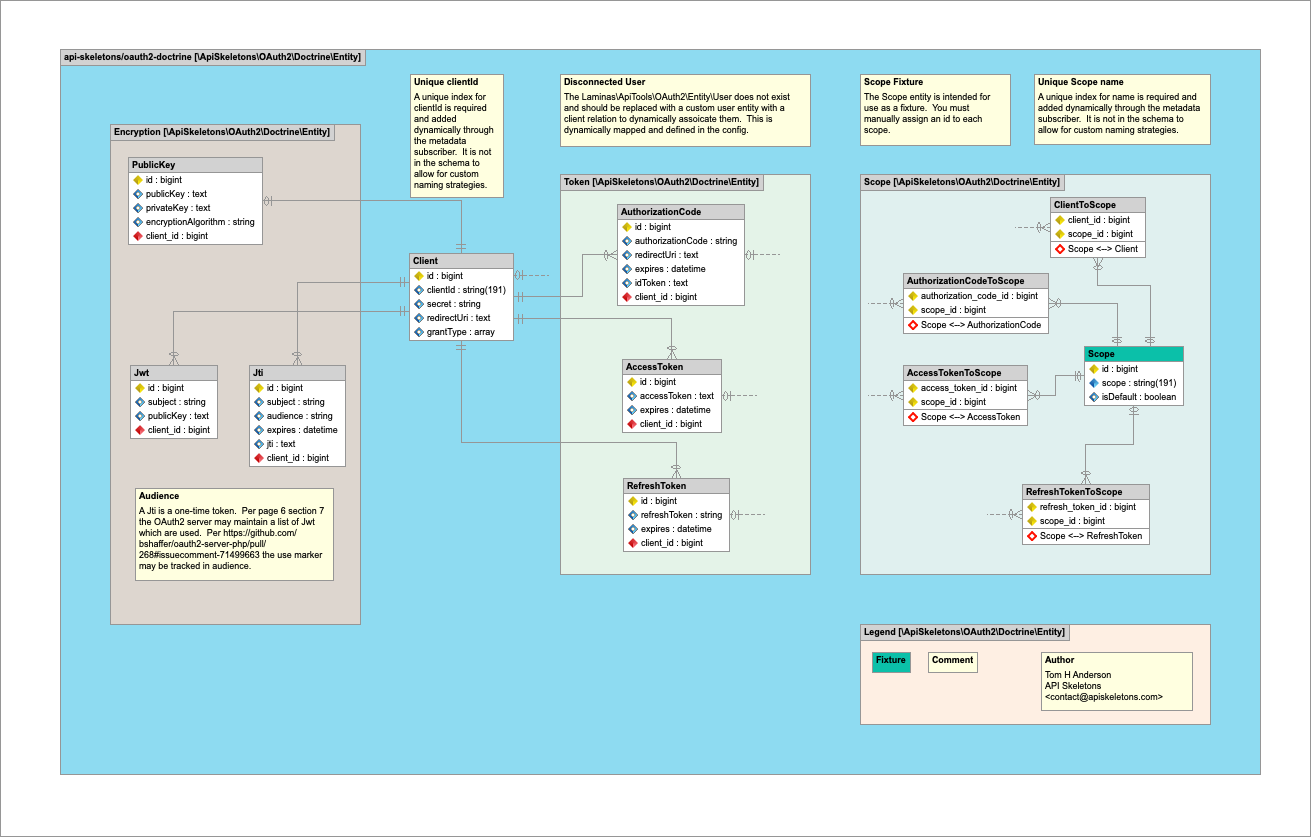 api-skeletons/oauth2-doctrine [\ApiSkeletons\OAuth2\Doctrine\Entity]
Unique clientId
A unique index for
clientId is required
and added
dynamically through
the metadata
subscriber. It is not
in the schema to
allow for custom
naming strategies.
Disconnected User
The Laminas\ApiTools\OAuth2\Entity\User does not exist
and should be replaced with a custom user entity with a
client relation to dynamically assoicate them. This is
dynamically mapped and defined in the config.
Scope Fixture
The Scope entity is intended for
use as a fixture. You must
manually assign an id to each
scope.
Unique Scope name
A unique index for name is required and
added dynamically through the metadata
subscriber. It is not in the schema to
allow for custom naming strategies.
Encryption [\ApiSkeletons\OAuth2\Doctrine\Entity]
PublicKey
id : bigint
publicKey : text
privateKey : text
encryptionAlgorithm : string
client_id : bigint
Client
id : bigint
clientId : string(191)
secret : string
redirectUri : text
grantType : array
Jwt
id : bigint
subject : string
publicKey : text
client_id : bigint
Jti
id : bigint
subject : string
audience : string
expires : datetime
jti : text
client_id : bigint
Audience
A Jti is a one-time token. Per page 6 section 7
the OAuth2 server may maintain a list of Jwt
which are used. Per https://github.com/
bshaffer/oauth2-server-php/pull/
268#issuecomment-71499663 the use marker
may be tracked in audience.
Token [\ApiSkeletons\OAuth2\Doctrine\Entity]
AuthorizationCode
id : bigint
authorizationCode : string
redirectUri : text
expires : datetime
idToken : text
client_id : bigint
AccessToken
id : bigint
accessToken : text
expires : datetime
client_id : bigint
RefreshToken
id : bigint
refreshToken : string
expires : datetime
client_id : bigint
Scope [\ApiSkeletons\OAuth2\Doctrine\Entity]
ClientToScope
client_id : bigint
scope_id : bigint
Scope <--> Client
AuthorizationCodeToScope
authorization_code_id : bigint
scope_id : bigint
Scope <--> AuthorizationCode
Scope
id : bigint
scope : string(191)
isDefault : boolean
AccessTokenToScope
access_token_id : bigint
scope_id : bigint
Scope <--> AccessToken
RefreshTokenToScope
refresh_token_id : bigint
scope_id : bigint
Scope <--> RefreshToken
Legend [\ApiSkeletons\OAuth2\Doctrine\Entity]
Fixture
Comment
Author
Tom H Anderson
API Skeletons
<contact@apiskeletons.com>